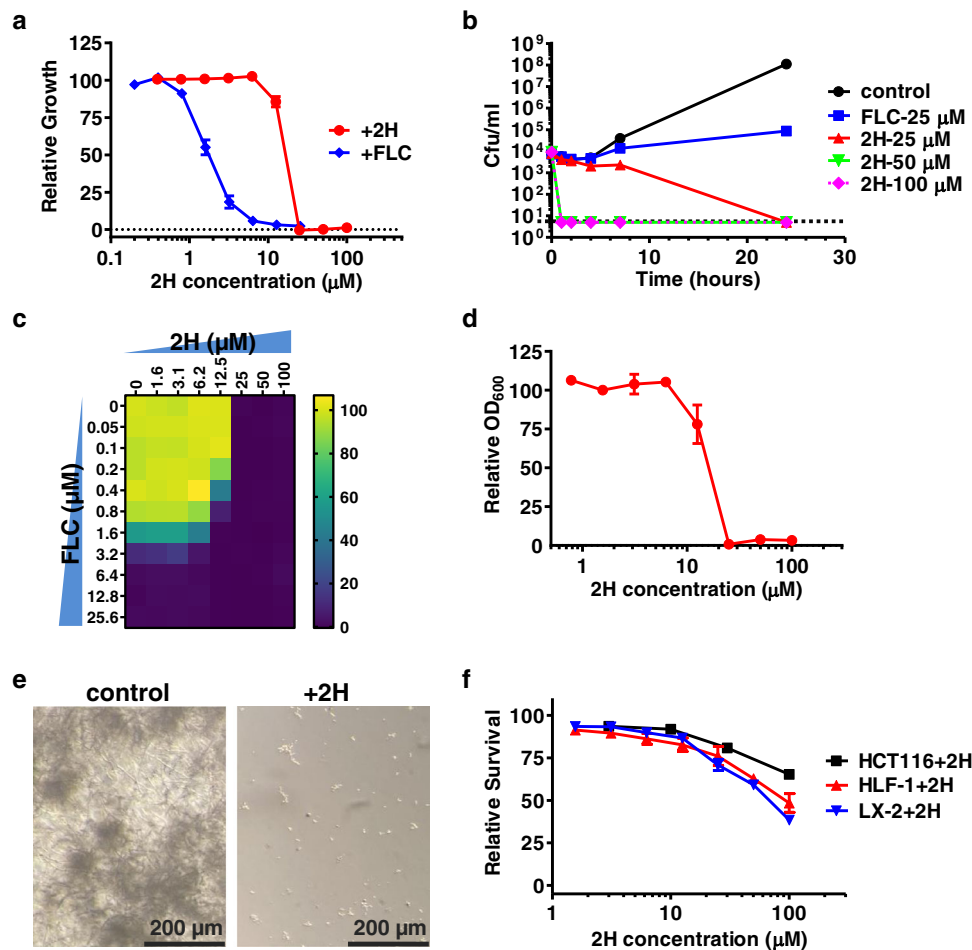 a
Relative Growth
125
100
75
50
25
0
0.1
1
10
100
2H concentration (µM)
+2H
+FLC
b
Cfu/ml
10⁹
10⁸
10⁷
10⁶
10⁵
10⁴
10³
10²
10¹
10⁰
0
10
20
30
Time (hours)
control
FLC-25 µM
2H-25 µM
2H-50 µM
2H-100 µM
c
2H (µM)
0
1.6
3.1
6.2
12.5
25
50
100
FLC (µM)
0
0.05
0.1
0.2
0.4
0.8
1.6
3.2
6.4
12.8
25.6
100
80
60
40
20
0
d
Relative OD₆₀₀
125
100
75
50
25
0
1
10
100
2H concentration (µM)
e
control
+2H
200 µm
200 µm
f
Relative Survival
100
75
50
25
0
1
10
100
2H concentration (µM)
HCT116+2H
HLF-1+2H
LX-2+2H